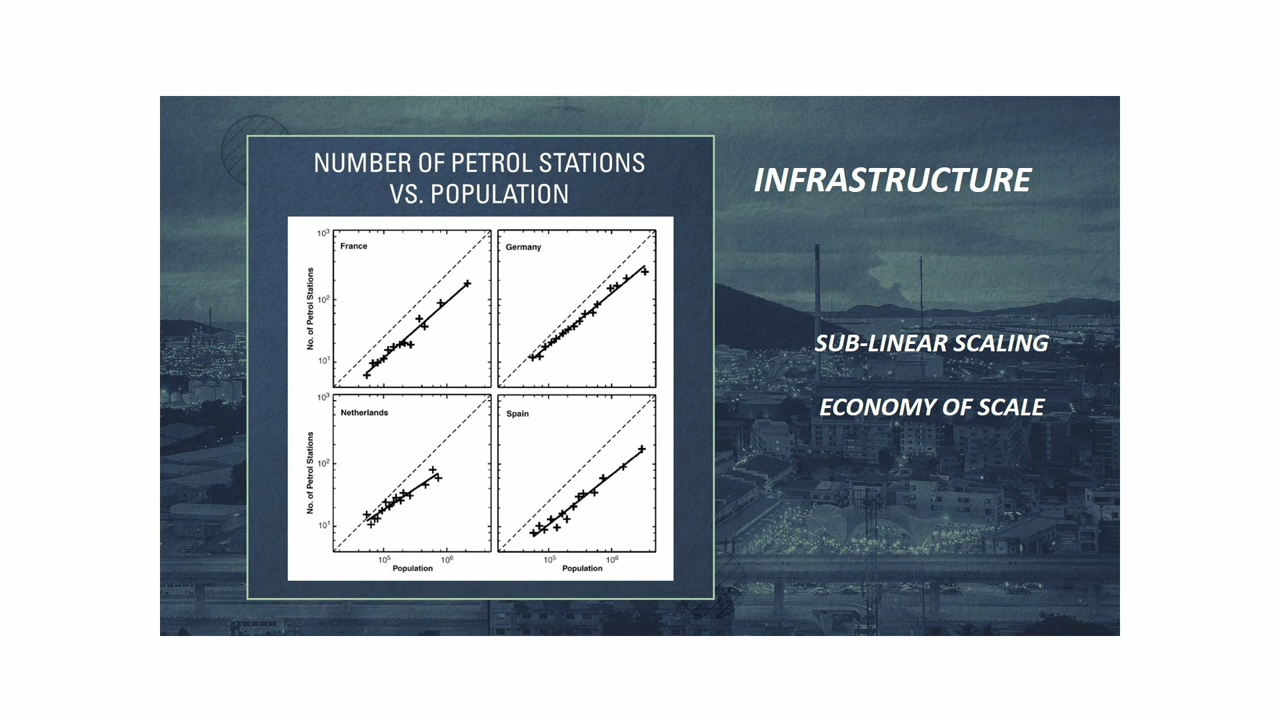 NUMBER OF PETROL STATIONS
VS. POPULATION
INFRASTRUCTURE
SUB-LINEAR SCALING
ECONOMY OF SCALE
France
Germany
10³
10²
10¹
No. of Petrol Stations
Netherlands
Spain
10³
10²
10¹
No. of Petrol Stations
10⁵ 10⁶
Population
10⁵ 10⁶
Population